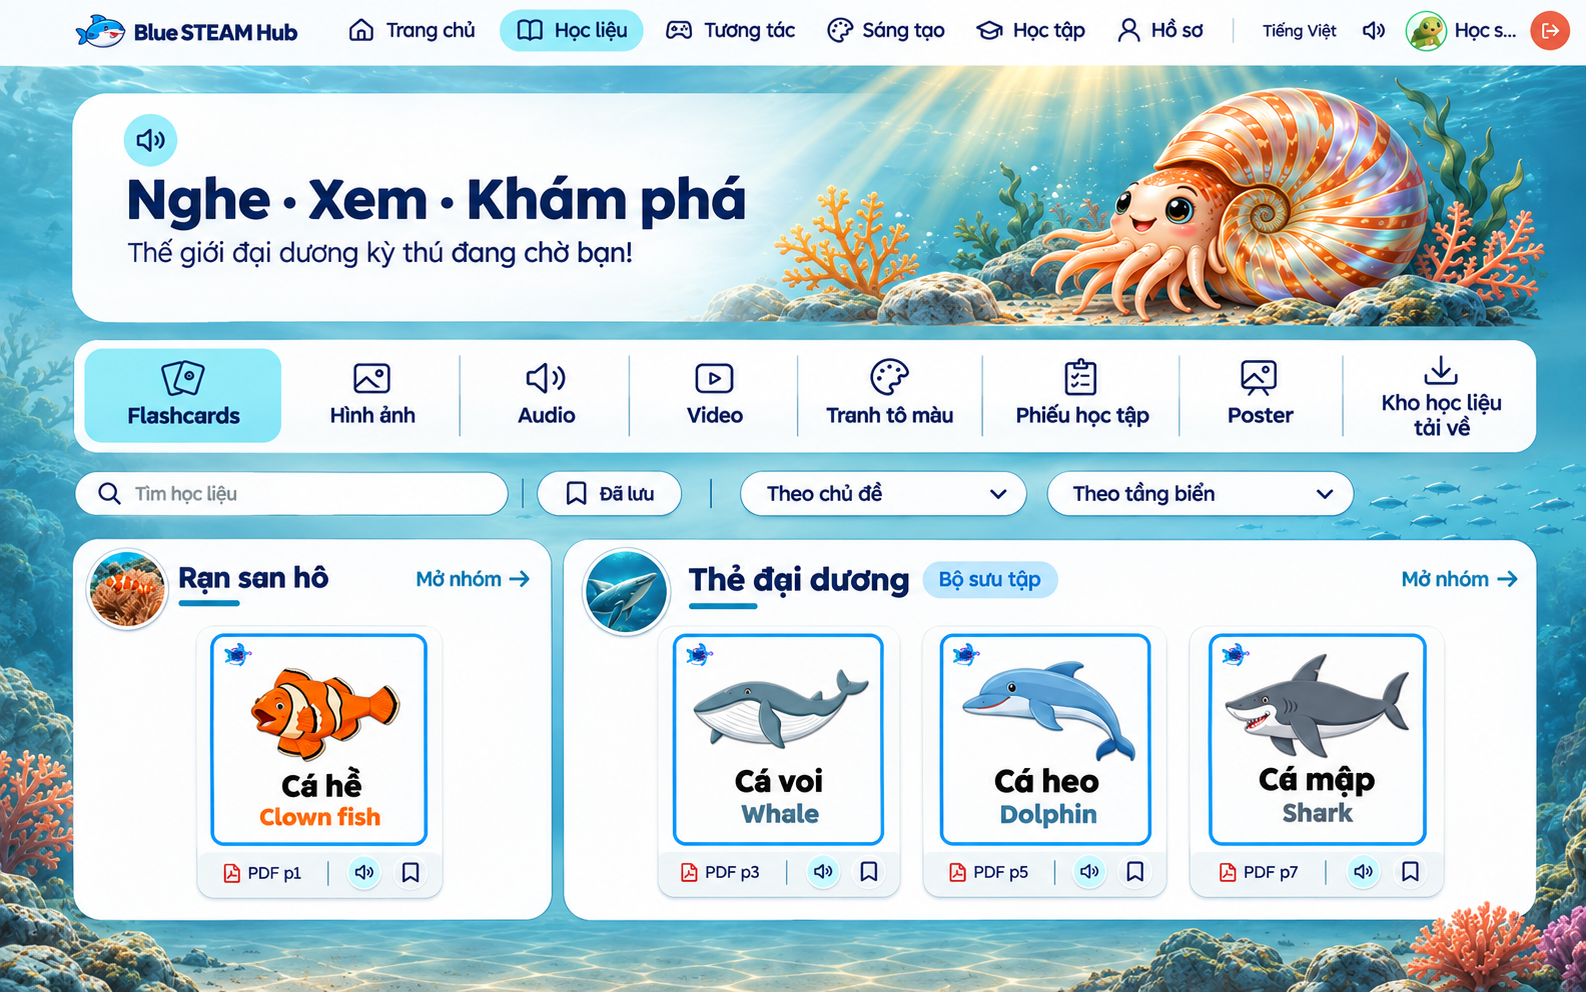 Blue STEAM Hub
Trang chủ
Học liệu
Tương tác
Sáng tạo
Học tập
Hồ sơ
Tiếng Việt
Học s...
Nghe · Xem · Khám phá
Thế giới đại dương kỳ thú đang chờ bạn!
Flashcards
Hình ảnh
Audio
Video
Tranh tô màu
Phiếu học tập
Poster
Kho học liệu
tải về
Tìm học liệu
Đã lưu
Theo chủ đề
Theo tầng biển
Rạn san hô
Mở nhóm →
Thẻ đại dương
Bộ sưu tập
Mở nhóm →
Cá hề
Clown fish
PDF p1
Cá voi
Whale
PDF p3
Cá heo
Dolphin
PDF p5
Cá mập
Shark
PDF p7